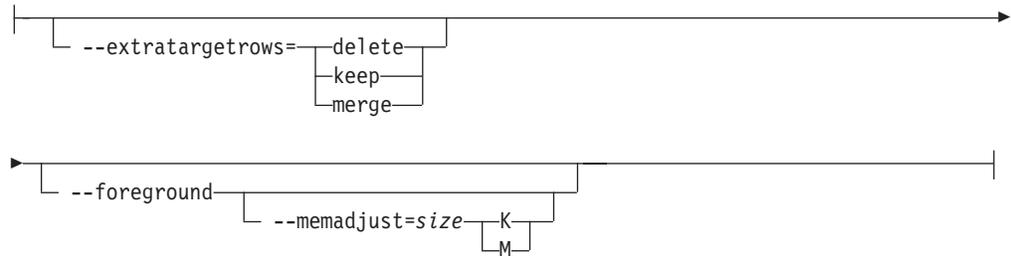 --extratargetrows= delete
keep
merge
--foreground
--memadjust=size K
M